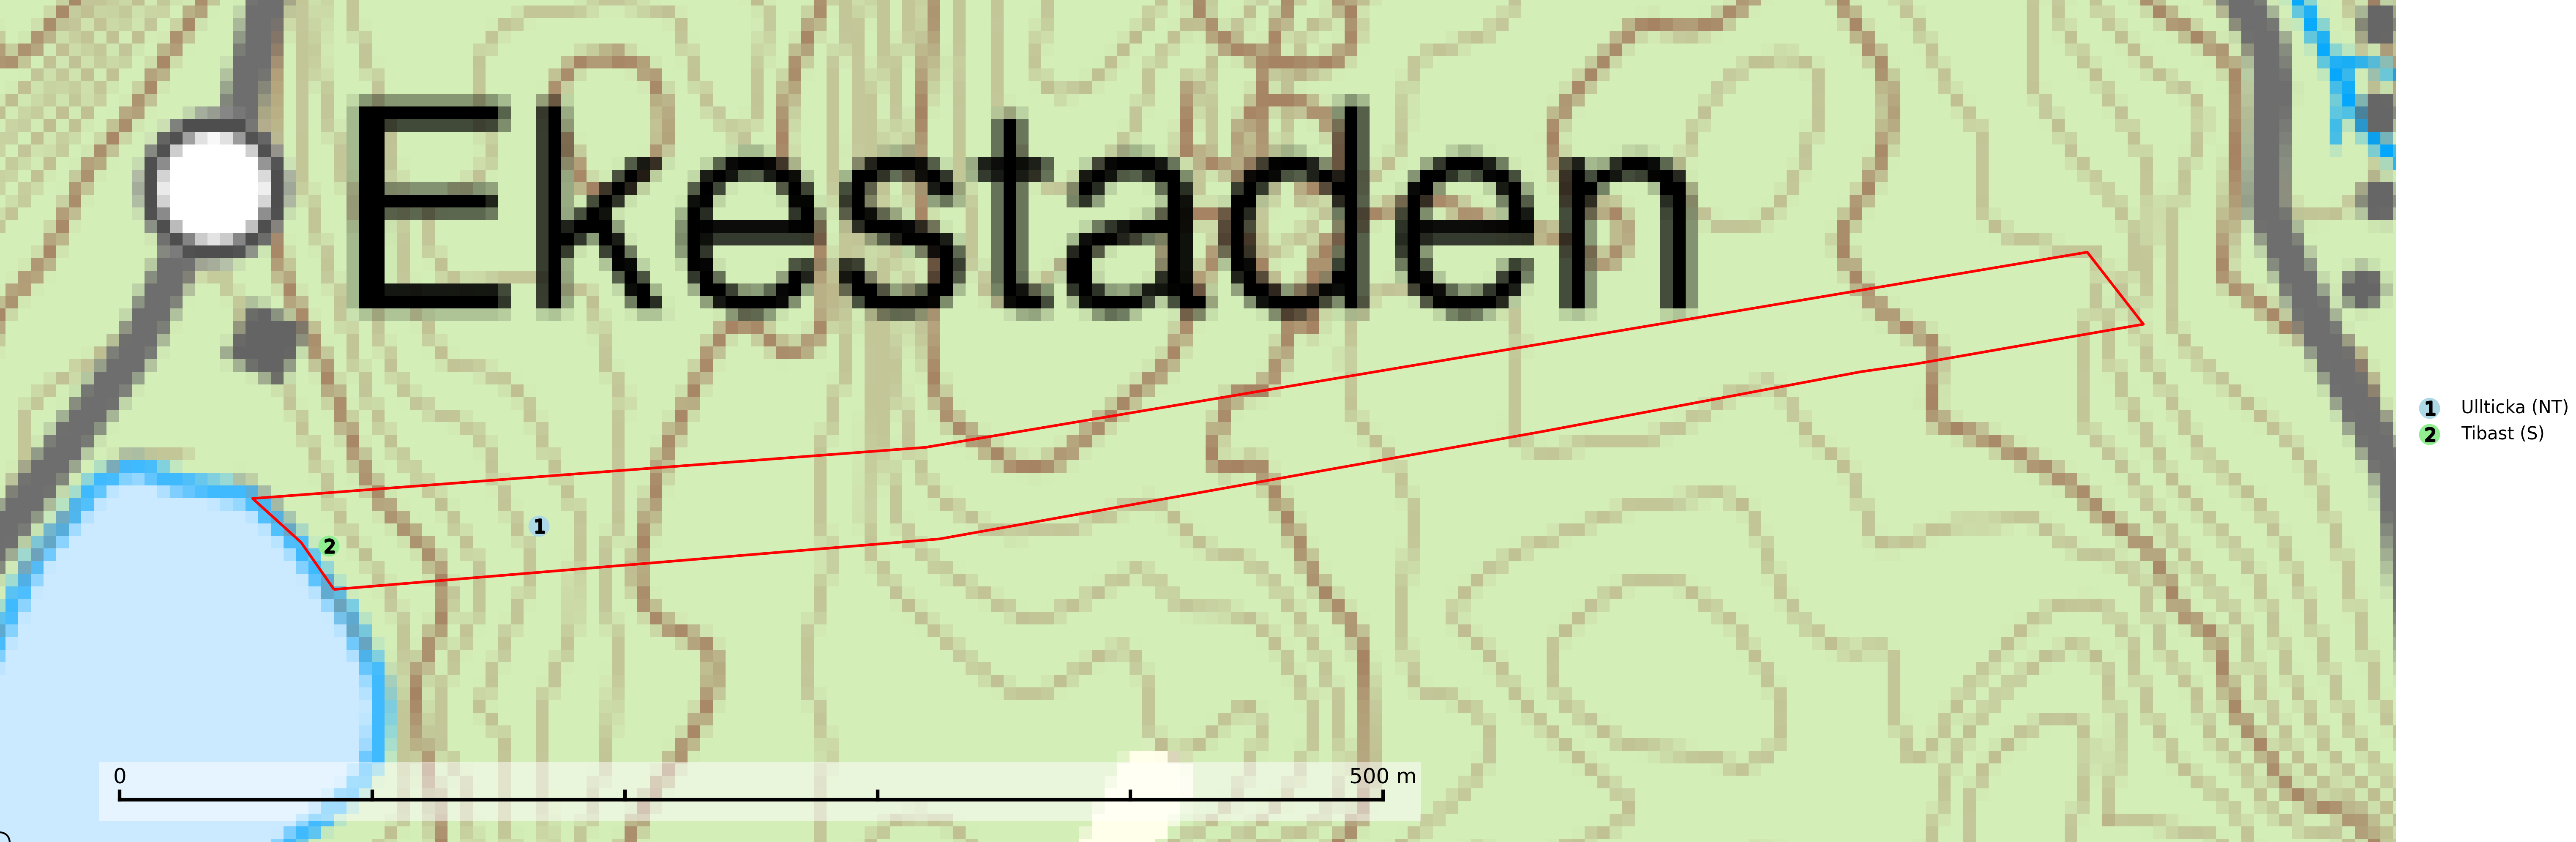 Ekestaden
1 Ullticka (NT)
2 Tibast (S)
1
2
0 500 m